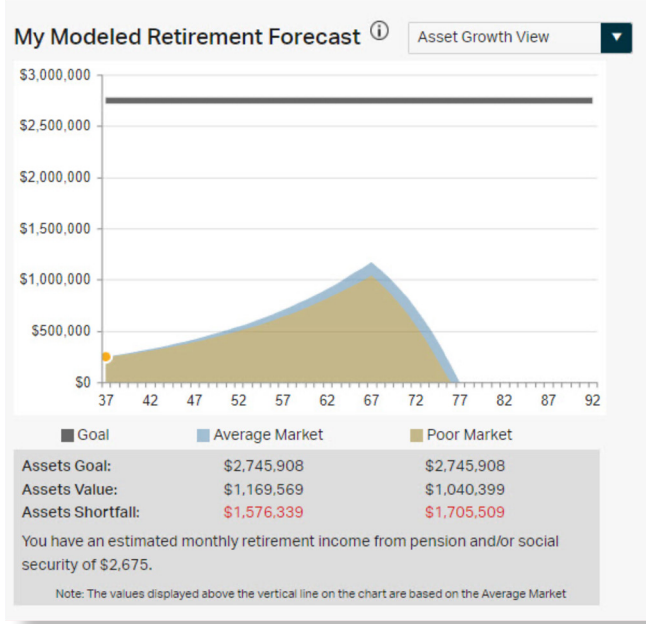 My Modeled Retirement Forecast ⓘ Asset Growth View
$3,000,000
$2,500,000
$2,000,000
$1,500,000
$1,000,000
$500,000
$0
37 42 47 52 57 62 67 72 77 82 87 92
Goal Average Market Poor Market
Assets Goal: $2,745,908 $2,745,908
Assets Value: $1,169,569 $1,040,399
Assets Shortfall: $1,576,339 $1,705,509
You have an estimated monthly retirement income from pension and/or social
security of $2,675.
Note: The values displayed above the vertical line on the chart are based on the Average Market